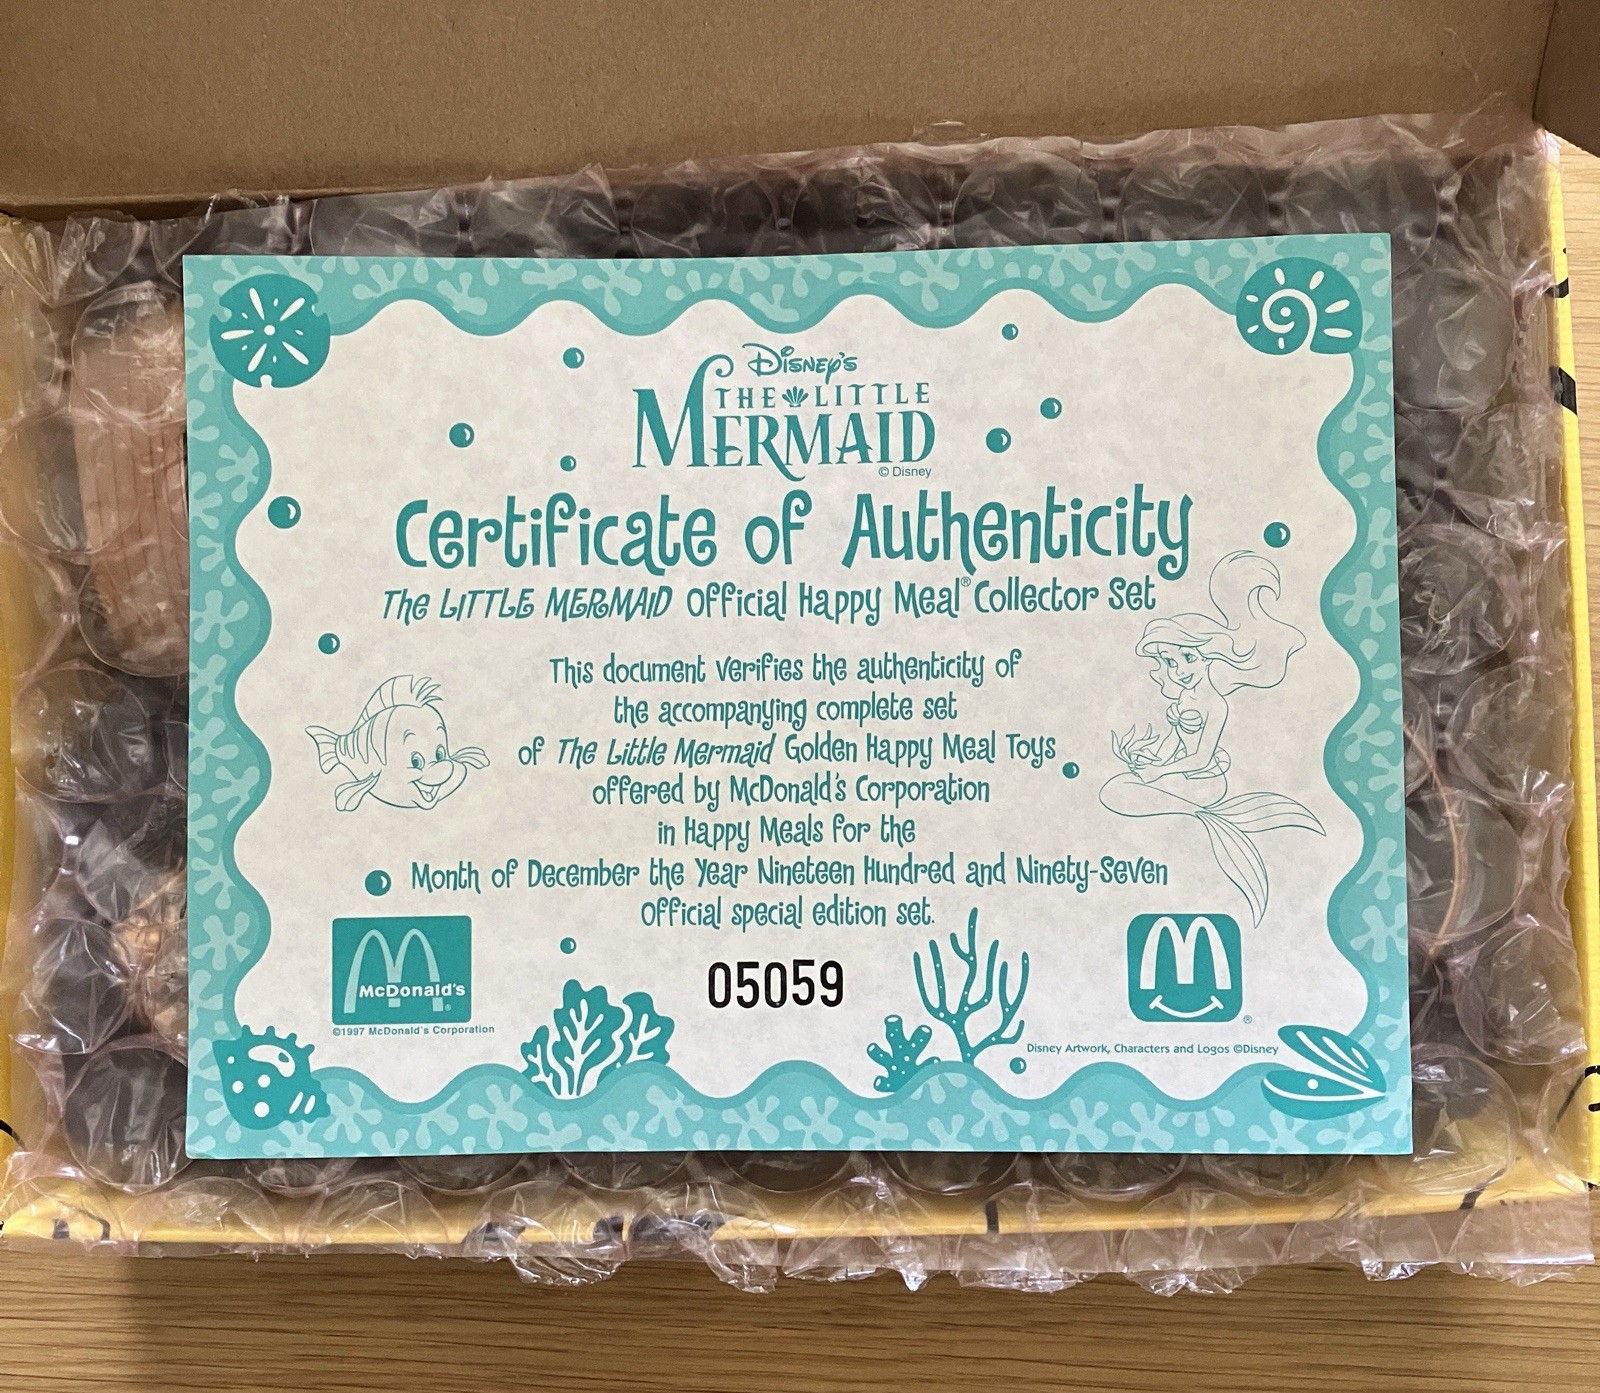 Disney's
THE LITTLE
MERMAID
© Disney
Certificate of Authenticity
The LITTLE MERMAID Official Happy Meal® Collector Set
This document verifies the authenticity of
the accompanying complete set
of The Little Mermaid Golden Happy Meal Toys
offered by McDonald's Corporation
in Happy Meals for the
Month of December the Year Nineteen Hundred and Ninety-Seven
Official special edition set.
05059
McDonald's
®
©1997 McDonald's Corporation
®
Disney Artwork, Characters and Logos ©Disney